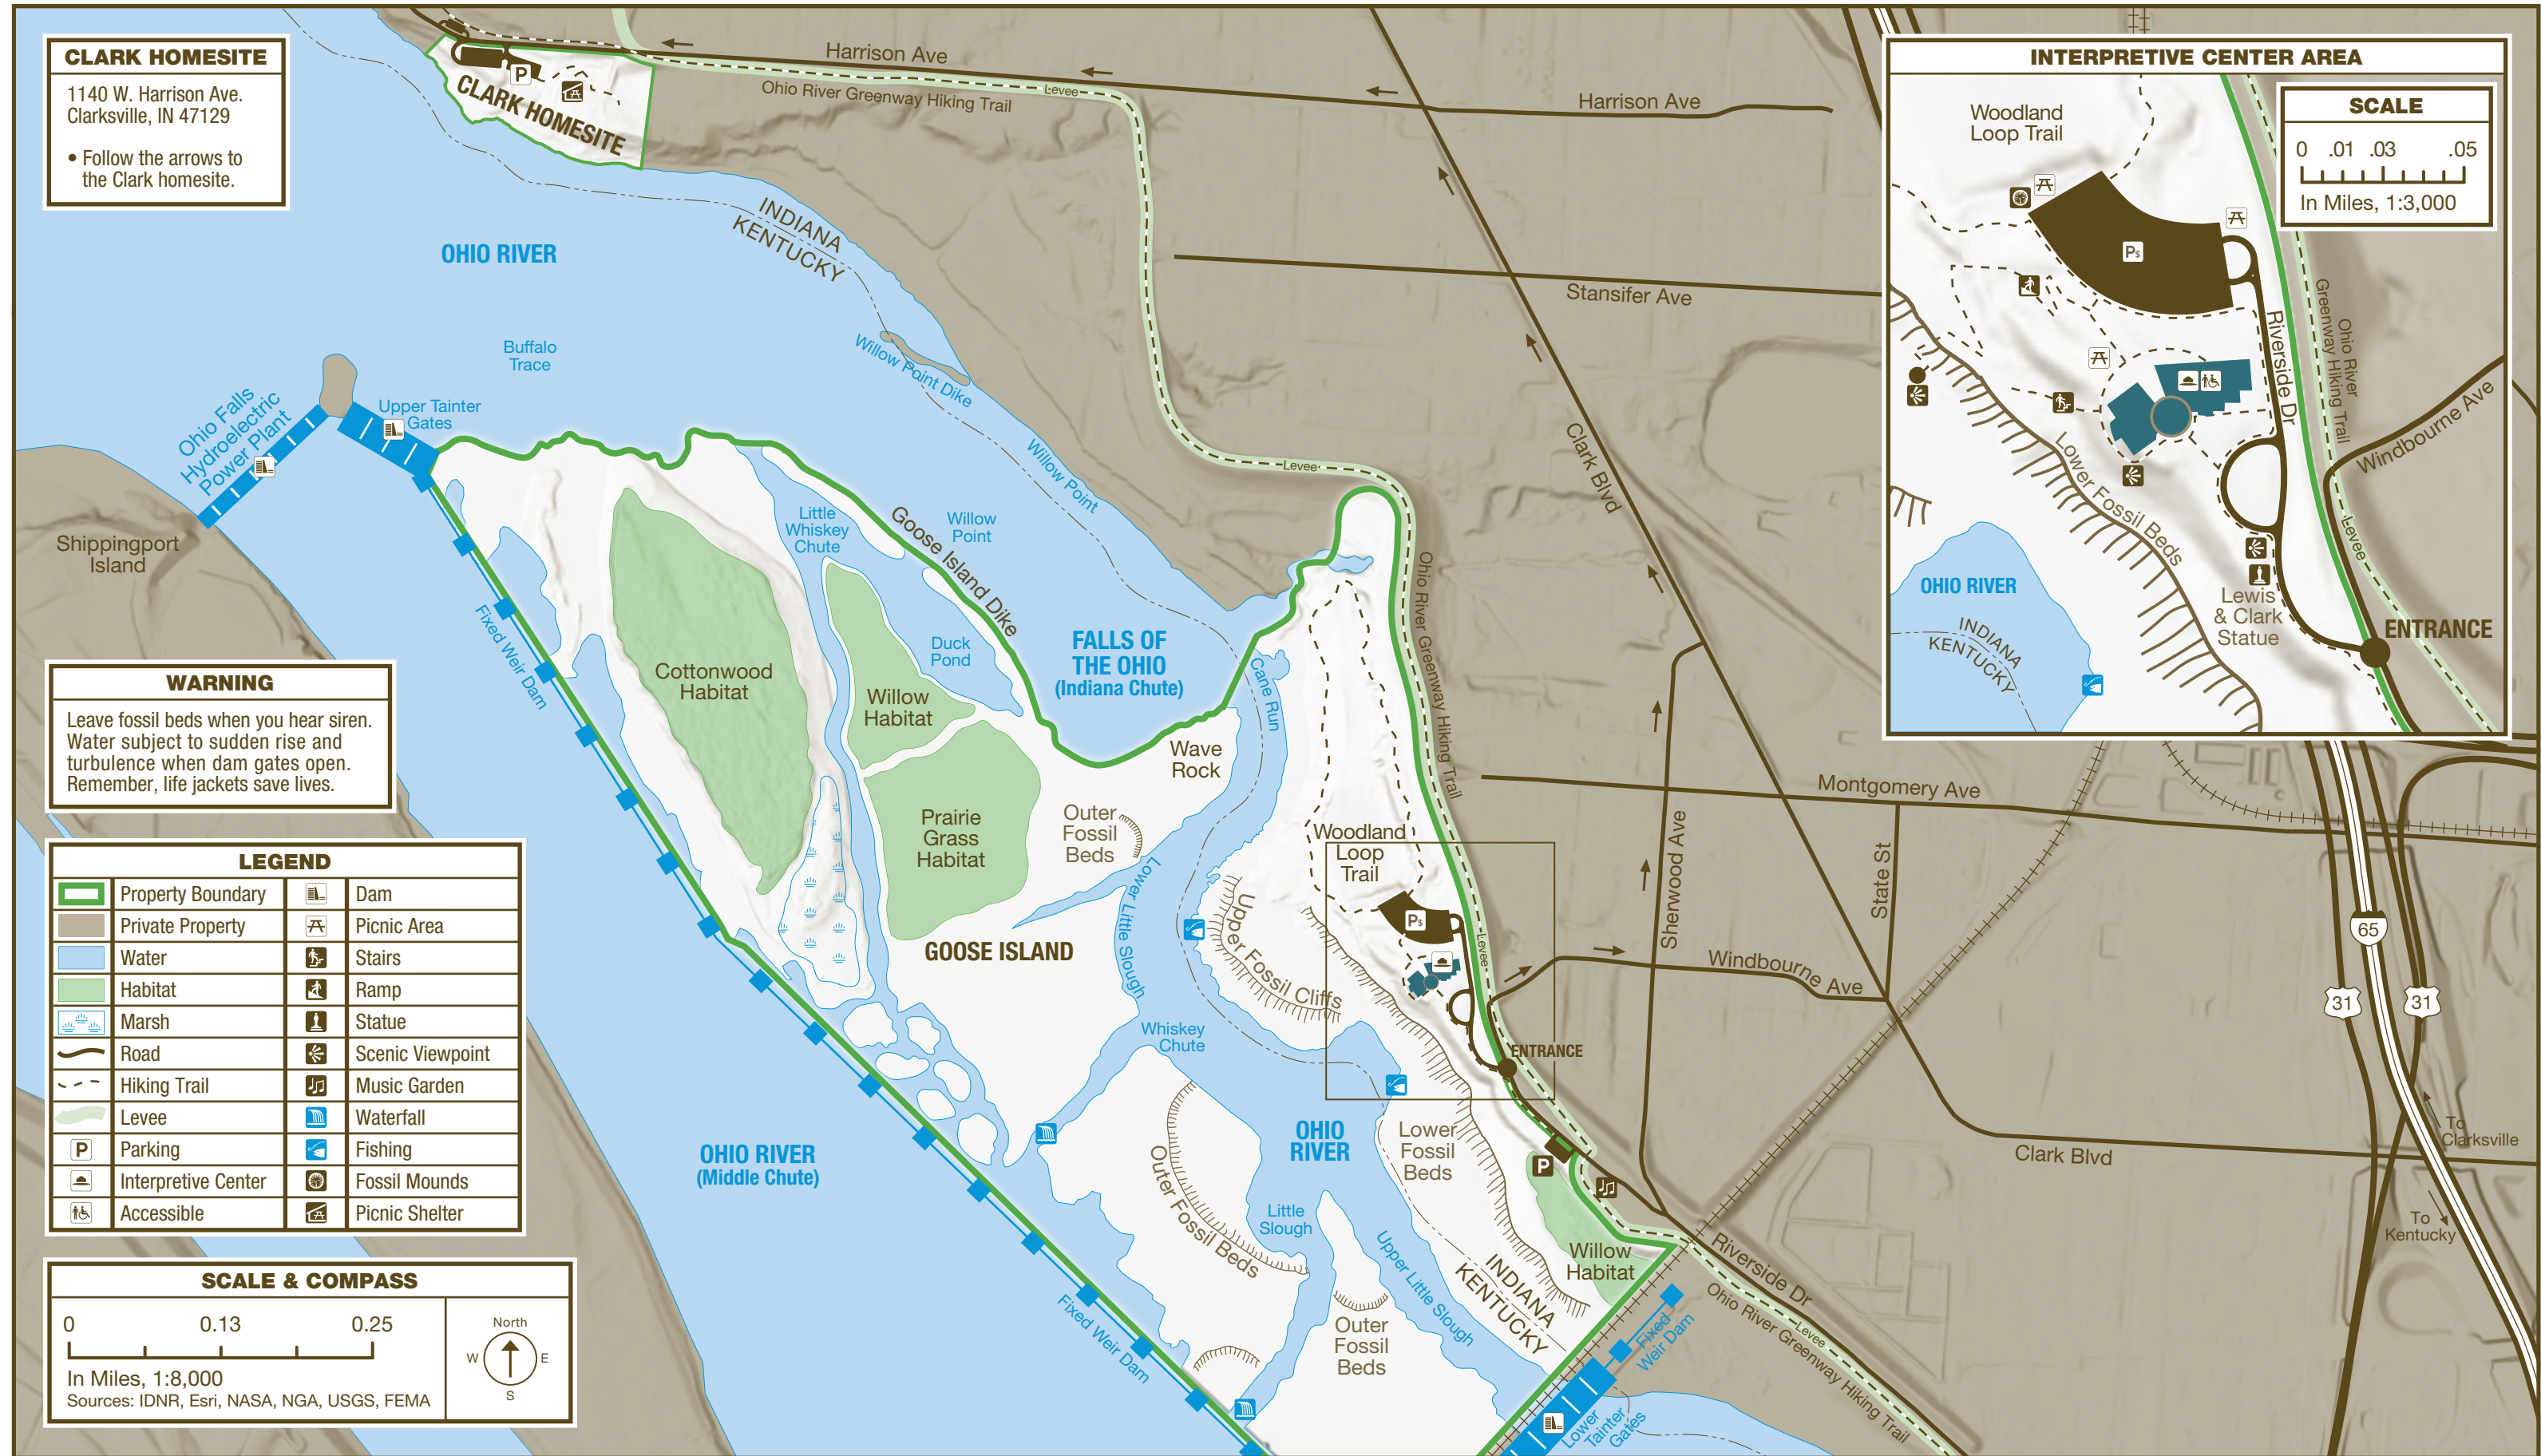 CLARK HOMESITE
1140 W. Harrison Ave.
Clarksville, IN 47129
• Follow the arrows to
the Clark homesite.
P
CLARK HOMESITE
Harrison Ave
Ohio River Greenway Hiking Trail
Levee
Harrison Ave
INDIANA
KENTUCKY
OHIO RIVER
Buffalo
Trace
Willow Point Dike
Stansifer Ave
Upper Tainter
Gates
Ohio Falls
Hydroelectric
Power Plant
Shippingport
Island
Willow Point
Levee
Clark Blvd
Little
Whiskey
Chute
Willow
Point
Goose Island Dike
Fixed Weir Dam
Duck
Pond
FALLS OF
THE OHIO
(Indiana Chute)
Cane Run
Ohio River Greenway Hiking Trail
Cottonwood
Habitat
Willow
Habitat
Wave
Rock
Prairie
Grass
Habitat
Outer
Fossil
Beds
Lower Little Slough
GOOSE ISLAND
Upper Fossil Cliffs
Woodland
Loop
Trail
P$
Levee
Montgomery Ave
Sherwood Ave
State St
Windbourne Ave
65
31
31
Whiskey
Chute
ENTRANCE
OHIO RIVER
(Middle Chute)
OHIO
RIVER
Lower
Fossil
Beds
P
Clark Blvd
To
Clarksville
To
Kentucky
Outer Fossil Beds
Little
Slough
Upper Little Slough
INDIANA
KENTUCKY
Willow
Habitat
Riverside Dr
Levee
Ohio River Greenway Hiking Trail
Fixed
Weir Dam
Fixed Weir Dam
Outer
Fossil
Beds
Lower
Tainter
Gates
WARNING
Leave fossil beds when you hear siren.
Water subject to sudden rise and
turbulence when dam gates open.
Remember, life jackets save lives.
LEGEND
Property Boundary
Dam
Private Property
Picnic Area
Water
Stairs
Habitat
Ramp
Marsh
Statue
Road
Scenic Viewpoint
Hiking Trail
Music Garden
Levee
Waterfall
P
Parking
Fishing
Interpretive Center
Fossil Mounds
Accessible
Picnic Shelter
SCALE & COMPASS
0 0.13 0.25
In Miles, 1:8,000
Sources: IDNR, Esri, NASA, NGA, USGS, FEMA
North
W E
S
INTERPRETIVE CENTER AREA
SCALE
0 .01 .03 .05
In Miles, 1:3,000
Woodland
Loop Trail
P$
Riverside Dr
Ohio River
Greenway Hiking Trail
Windbourne Ave
Levee
Lower Fossil Beds
OHIO RIVER
INDIANA
KENTUCKY
Lewis
& Clark
Statue
ENTRANCE